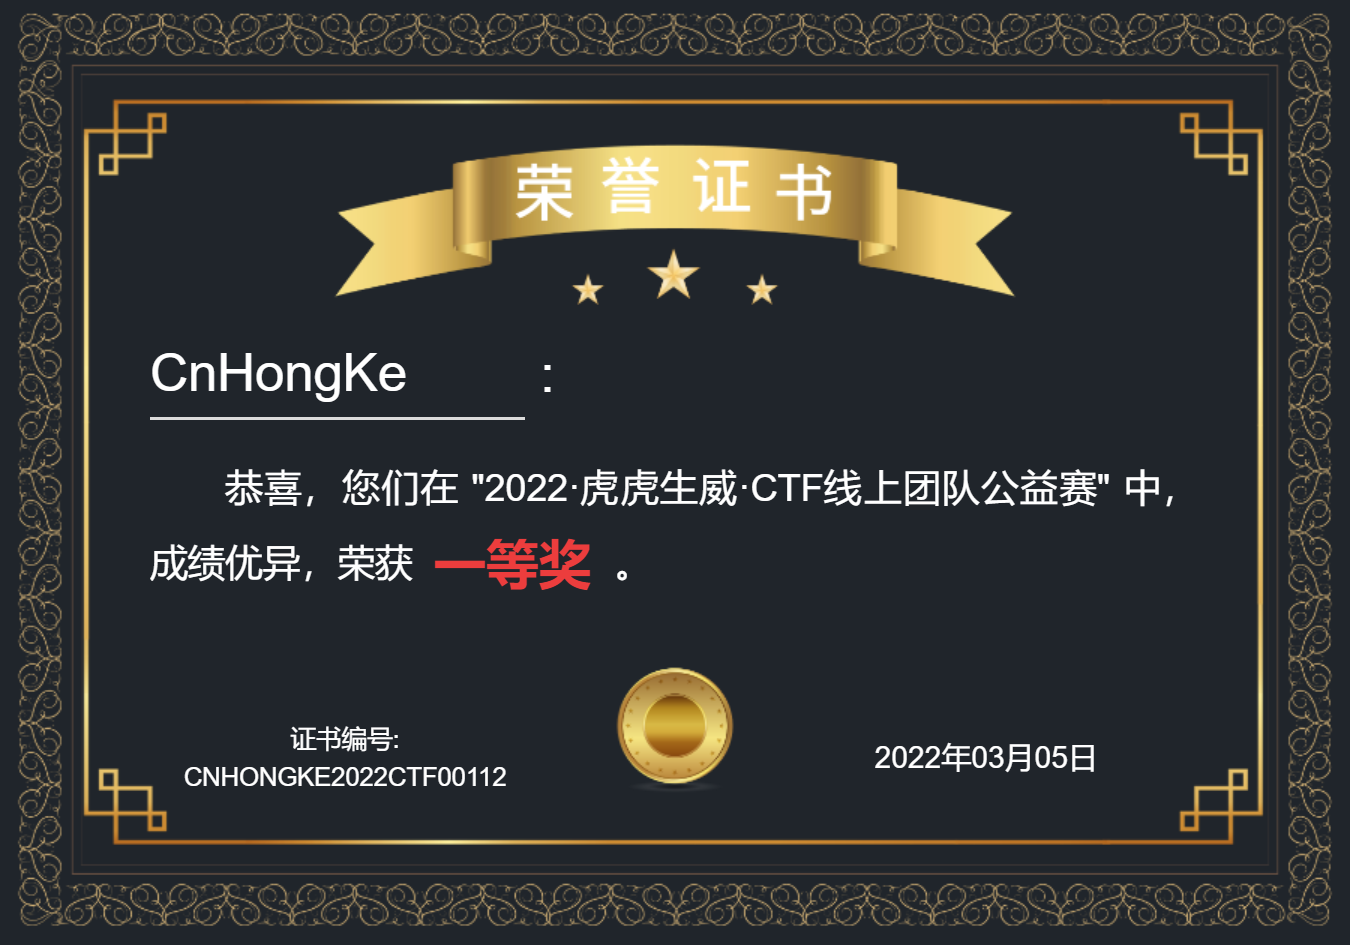 荣誉证书
CnHongKe :
恭喜，您们在 "2022·虎虎生威·CTF线上团队公益赛" 中，
成绩优异，荣获 一等奖 。
证书编号:
CNHONGKE2022CTF00112
2022年03月05日